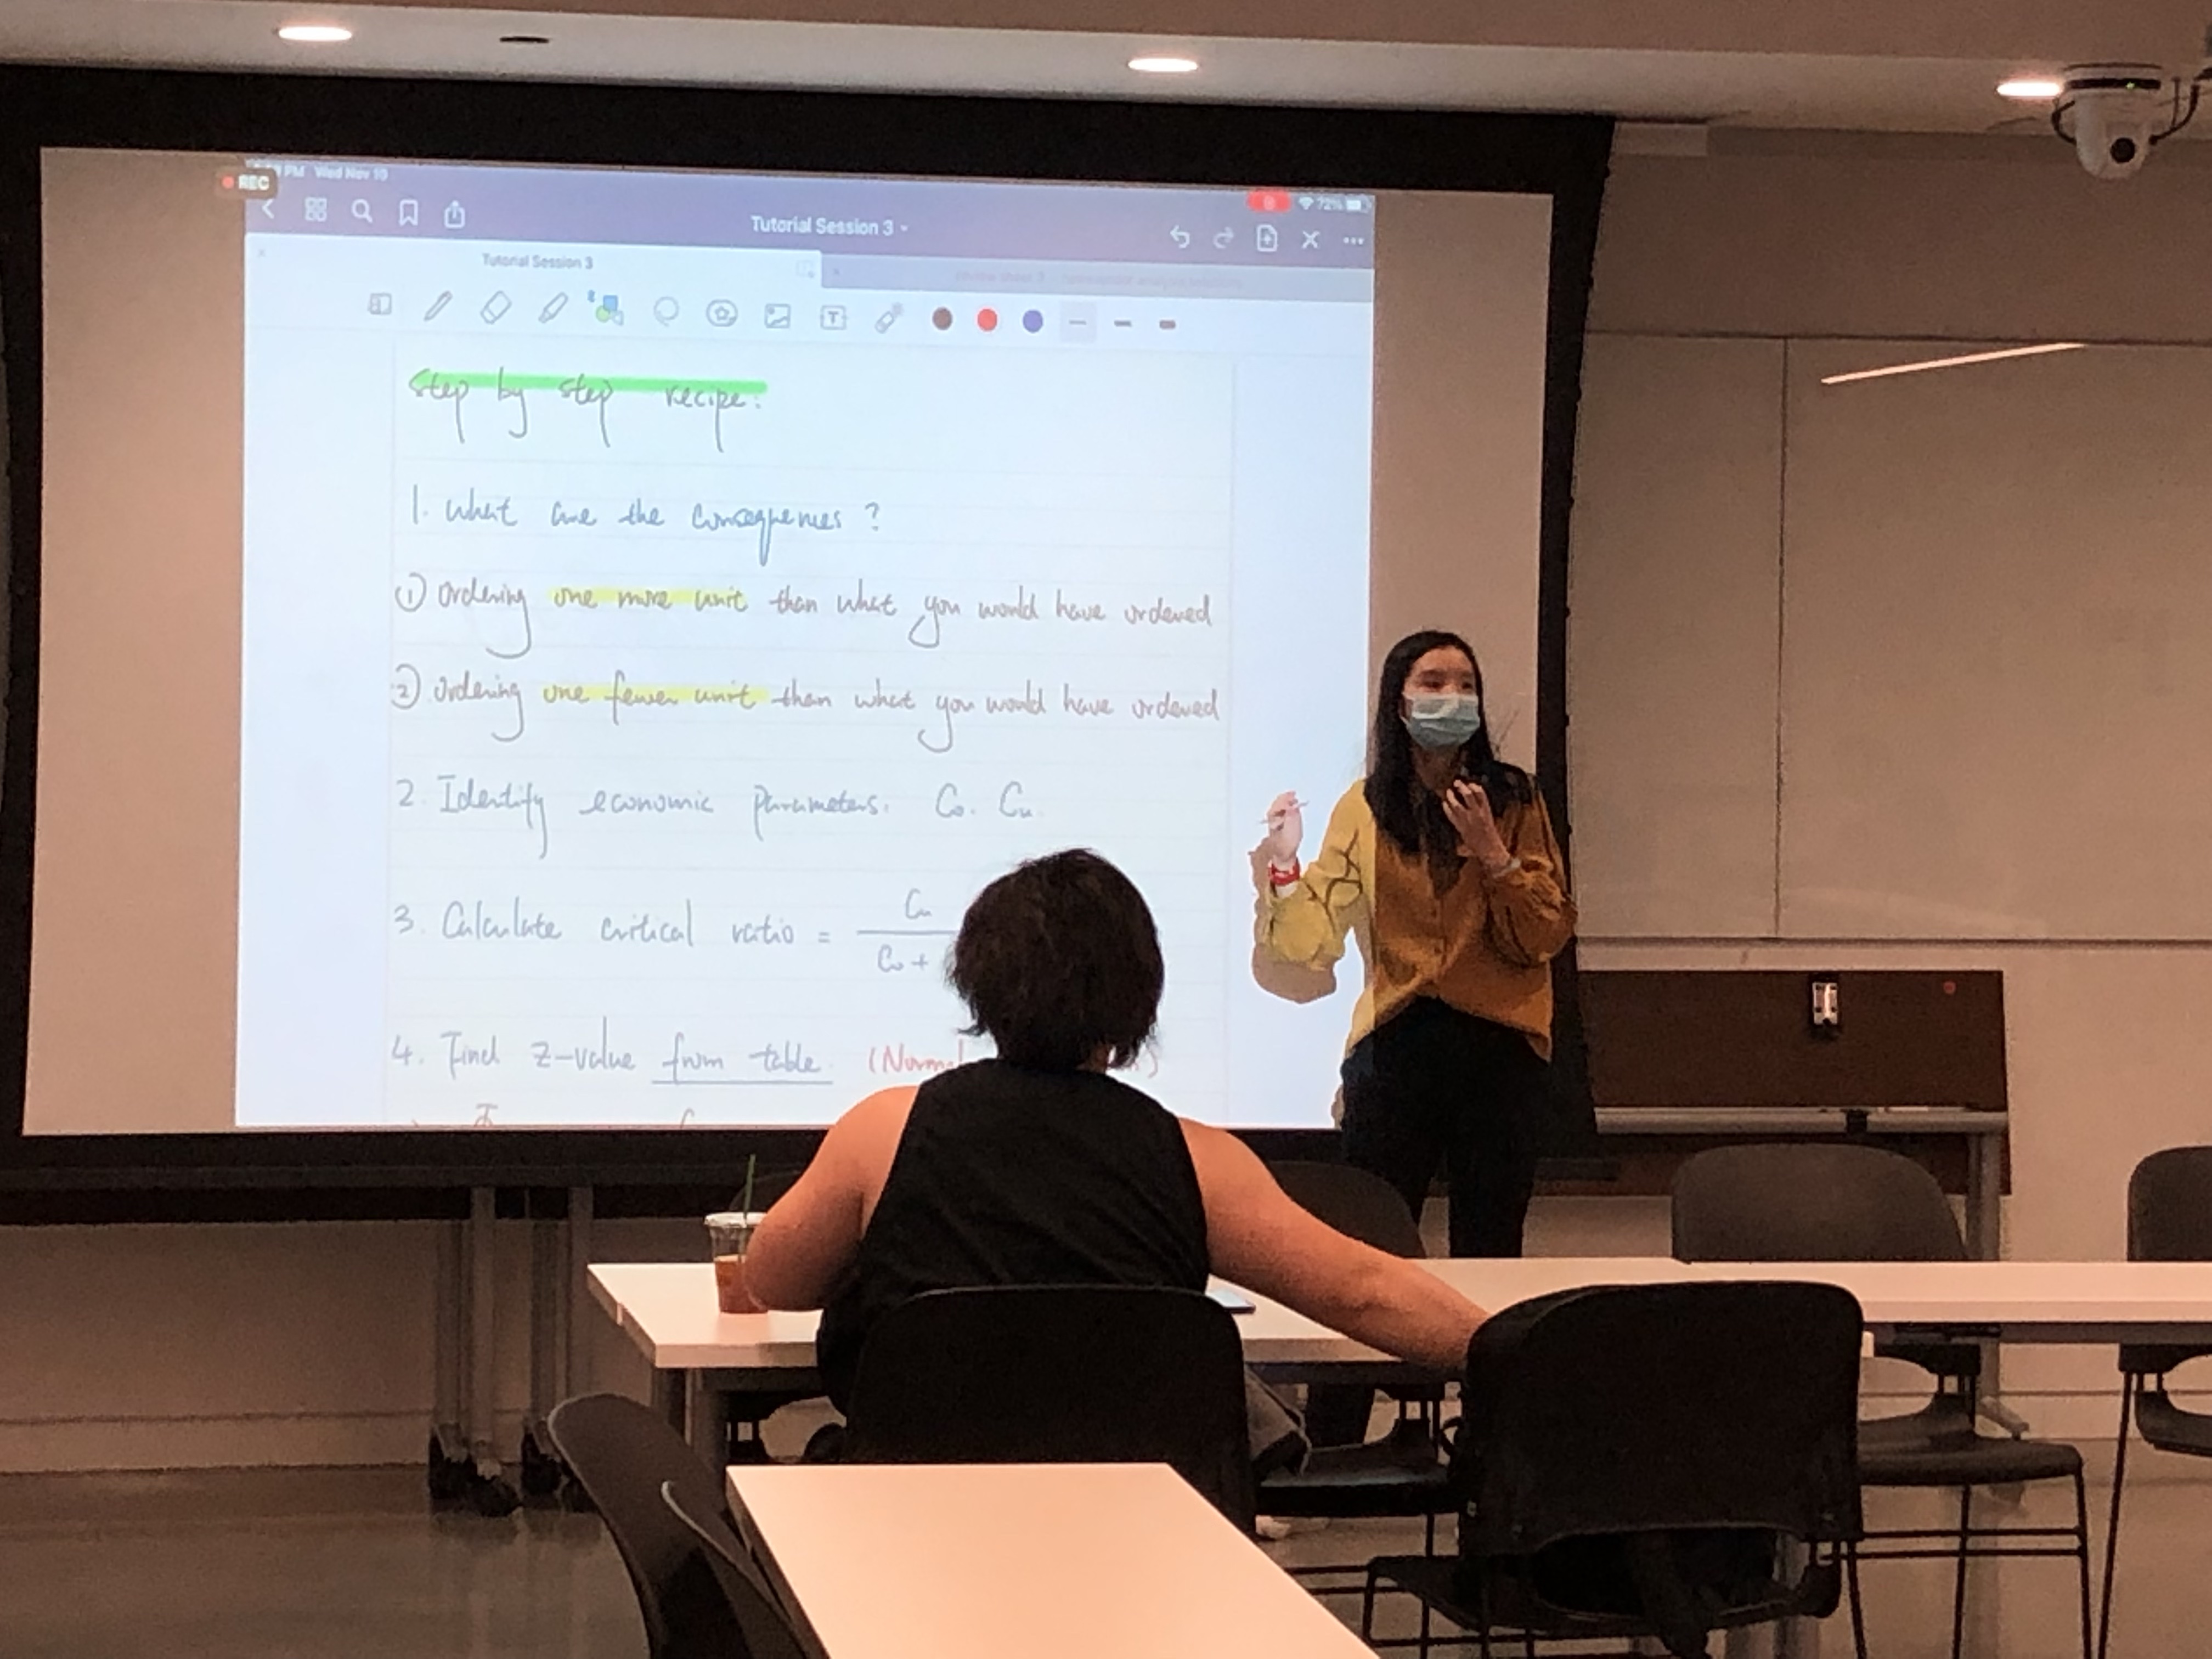 REC
PM Wed Nov 10
72%
Tutorial Session 3
Tutorial Session 3
T
Step by step recipe:
1. What are the consequences ?
① Ordering one more unit than what you would have ordered
② Ordering one fewer unit than what you would have ordered
2. Identify economic parameters: Co. Cu.
3. Calculate critical ratio = Cu
Co +
4. Find Z-value from table. (Normal